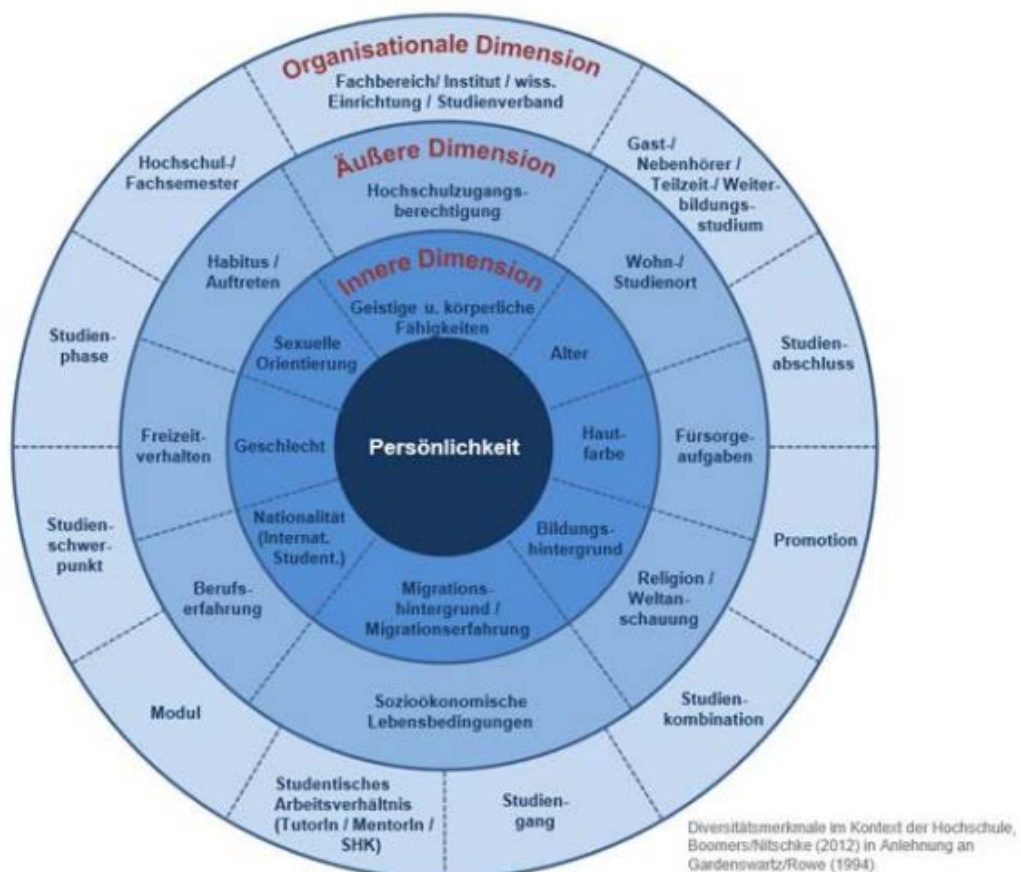 Organisationale Dimension
Fachbereich/ Institut / wiss.
Einrichtung / Studienverband
Gast-/
Nebenhörer /
Teilzeit-/ Weiter-
bildungs-
studium
Studien-
abschluss
Promotion
Studien-
kombination
Studien-
gang
Studentisches
Arbeitsverhältnis
(TutorIn / MentorIn /
SHK)
Modul
Studien-
schwer-
punkt
Studien-
phase
Hochschul-/
Fachsemester
Äußere Dimension
Hochschulzugangs-
berechtigung
Wohn-/
Studienort
Fürsorge-
aufgaben
Religion /
Weltan-
schauung
Sozioökonomische
Lebensbedingungen
Berufs-
erfahrung
Freizeit-
verhalten
Habitus /
Auftreten
Innere Dimension
Geistige u. körperliche
Fähigkeiten
Alter
Haut-
farbe
Bildungs-
hintergrund
Migrations-
hintergrund /
Migrationserfahrung
Nationalität
(Internat.
Student.)
Geschlecht
Sexuelle
Orientierung
Persönlichkeit
Diversitätsmerkmale im Kontext der Hochschule,
Boomers/Nitschke (2012) in Anlehnung an
Gardenswartz/Rowe (1994)